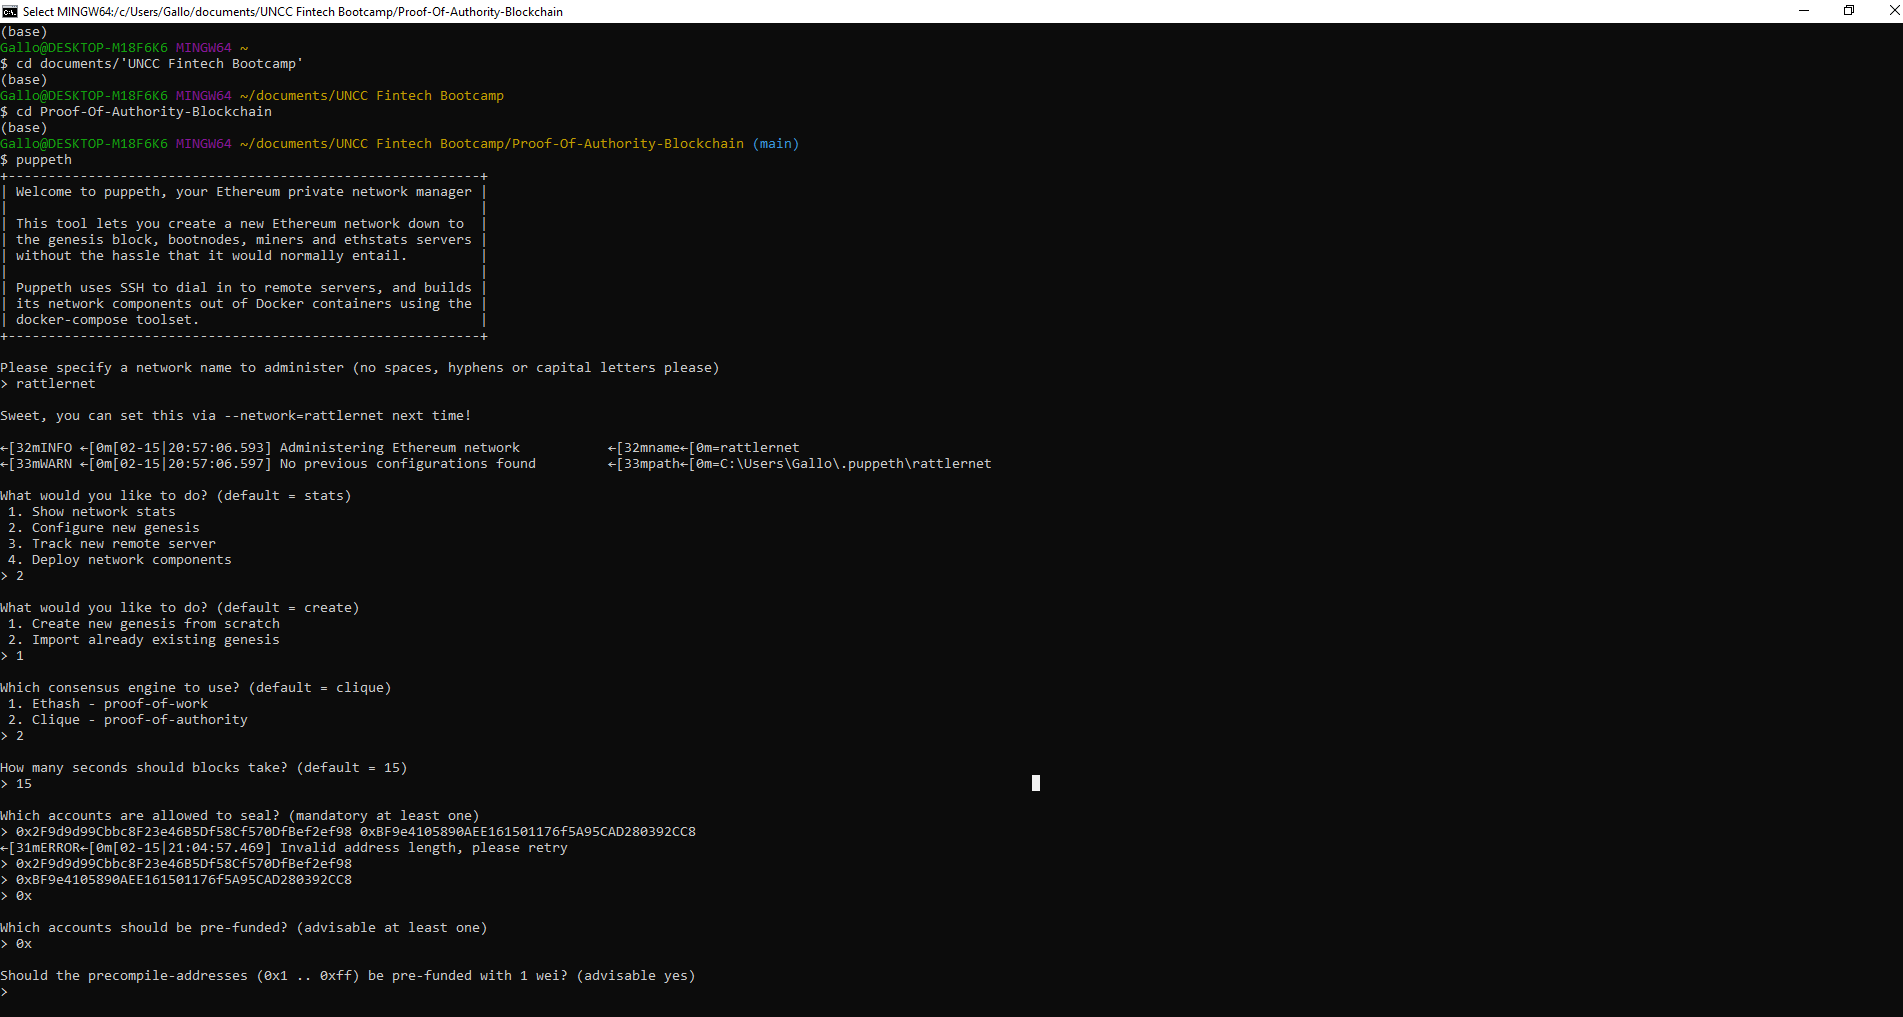 Select MINGW64:/c/Users/Gallo/documents/UNCC Fintech Bootcamp/Proof-Of-Authority-Blockchain
(base)
Gallo@DESKTOP-M18F6K6 MINGW64 ~
$ cd documents/'UNCC Fintech Bootcamp'
(base)
Gallo@DESKTOP-M18F6K6 MINGW64 ~/documents/UNCC Fintech Bootcamp
$ cd Proof-Of-Authority-Blockchain
(base)
Gallo@DESKTOP-M18F6K6 MINGW64 ~/documents/UNCC Fintech Bootcamp/Proof-Of-Authority-Blockchain (main)
$ puppeth
+-----------------------------------------------------------+
| Welcome to puppeth, your Ethereum private network manager |
|                                                           |
| This tool lets you create a new Ethereum network down to  |
| the genesis block, bootnodes, miners and ethstats servers |
| without the hassle that it would normally entail.         |
|                                                           |
| Puppeth uses SSH to dial in to remote servers, and builds |
| its network components out of Docker containers using the |
| docker-compose toolset.                                   |
+-----------------------------------------------------------+
Please specify a network name to administer (no spaces, hyphens or capital letters please)
> rattlernet
Sweet, you can set this via --network=rattlernet next time!
←[32mINFO ←[0m[02-15|20:57:06.593] Administering Ethereum network           ←[32mname←[0m=rattlernet
←[33mWARN ←[0m[02-15|20:57:06.597] No previous configurations found         ←[33mpath←[0m=C:\Users\Gallo\.puppeth\rattlernet
What would you like to do? (default = stats)
1. Show network stats
2. Configure new genesis
3. Track new remote server
4. Deploy network components
> 2
What would you like to do? (default = create)
1. Create new genesis from scratch
2. Import already existing genesis
> 1
Which consensus engine to use? (default = clique)
1. Ethash - proof-of-work
2. Clique - proof-of-authority
> 2
How many seconds should blocks take? (default = 15)
> 15
Which accounts are allowed to seal? (mandatory at least one)
> 0x2F9d9d99Cbbc8F23e46B5Df58Cf570DfBef2ef98 0xBF9e4105890AEE161501176f5A95CAD280392CC8
←[31mERROR←[0m[02-15|21:04:57.469] Invalid address length, please retry
> 0x2F9d9d99Cbbc8F23e46B5Df58Cf570DfBef2ef98
> 0xBF9e4105890AEE161501176f5A95CAD280392CC8
> 0x
Which accounts should be pre-funded? (advisable at least one)
> 0x
Should the precompile-addresses (0x1 .. 0xff) be pre-funded with 1 wei? (advisable yes)
>